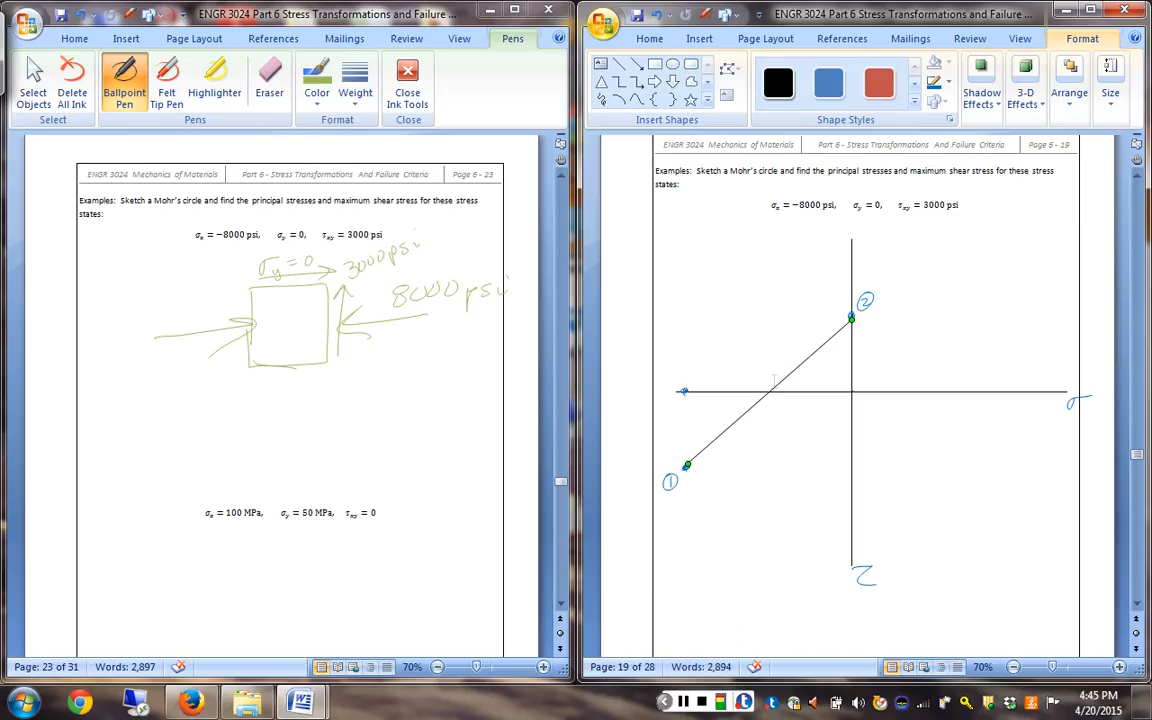 ENGR 3024 Part 6 Stress Transformations and Failure ...
Home Insert Page Layout References Mailings Review View Pens
Select Objects
Delete All Ink
Ballpoint Pen
Felt Tip Pen
Highlighter
Eraser
Color
Weight
Close Ink Tools
Select Pens Format Close
ENGR 3024 Mechanics of Materials Part 6 - Stress Transformations And Failure Criteria Page 6 - 23
Examples: Sketch a Mohr's circle and find the principal stresses and maximum shear stress for these stress
states:
σx = −8000 psi, σy = 0, τxy = 3000 psi
σy = 0
3000 psi
8000 psi
σx = 100 MPa, σy = 50 MPa, τxy = 0
Page: 23 of 31 Words: 2,897 70%
ENGR 3024 Part 6 Stress Transformations and Failure ...
Home Insert Page Layout References Mailings Review View Format
Shadow Effects
3-D Effects
Arrange
Size
Insert Shapes Shape Styles
ENGR 3024 Mechanics of Materials Part 6 - Stress Transformations And Failure Criteria Page 6 - 19
Examples: Sketch a Mohr's circle and find the principal stresses and maximum shear stress for these stress
states:
σx = −8000 psi, σy = 0, τxy = 3000 psi
②
σ
①
τ
Page: 19 of 28 Words: 2,894 70%
4:45 PM
4/20/2015